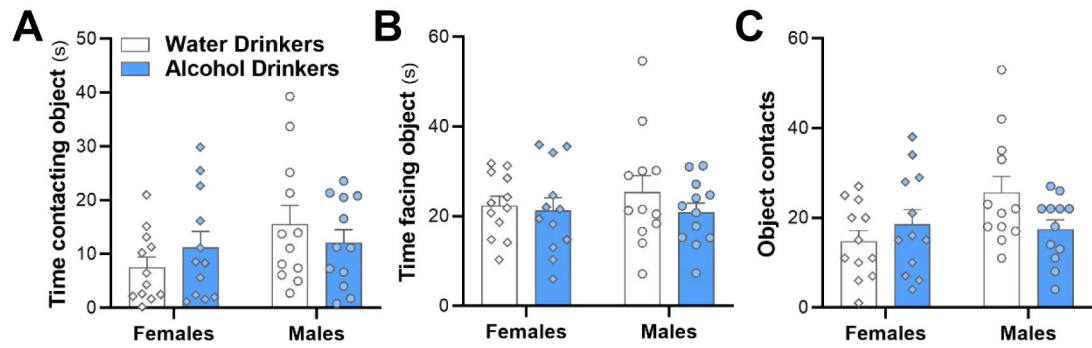 A
Time contacting object (s)
50
40
30
20
10
0
Water Drinkers
Alcohol Drinkers
Females
Males
B
Time facing object (s)
60
40
20
0
Females
Males
C
Object contacts
60
40
20
0
Females
Males